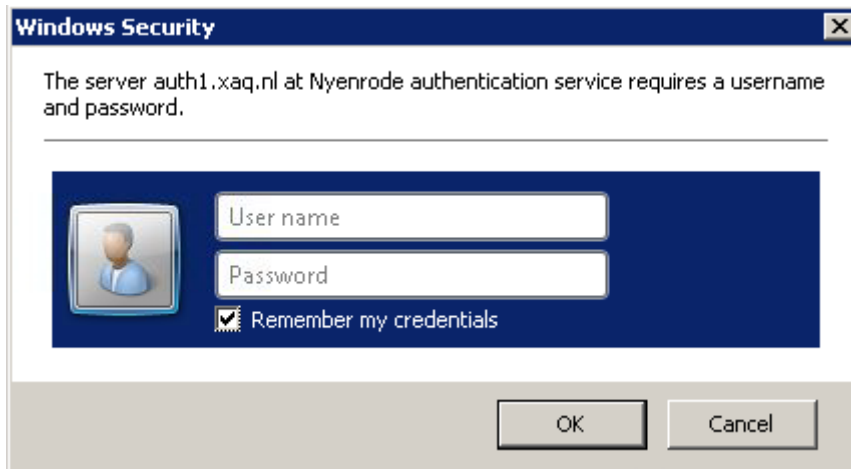 Windows Security
The server auth1.xaq.nl at Nyenrode authentication service requires a username
and password.
User name
Password
Remember my credentials
OK
Cancel